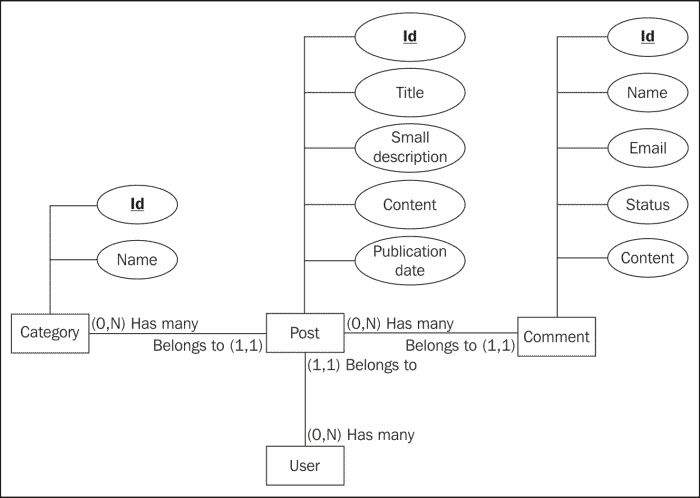 Id
Title
Small
description
Content
Publication
date
Id
Name
Email
Status
Content
Id
Name
Category
(0,N) Has many
Belongs to (1,1)
Post
(0,N) Has many
Belongs to (1,1)
Comment
(1,1) Belongs to
(0,N) Has many
User